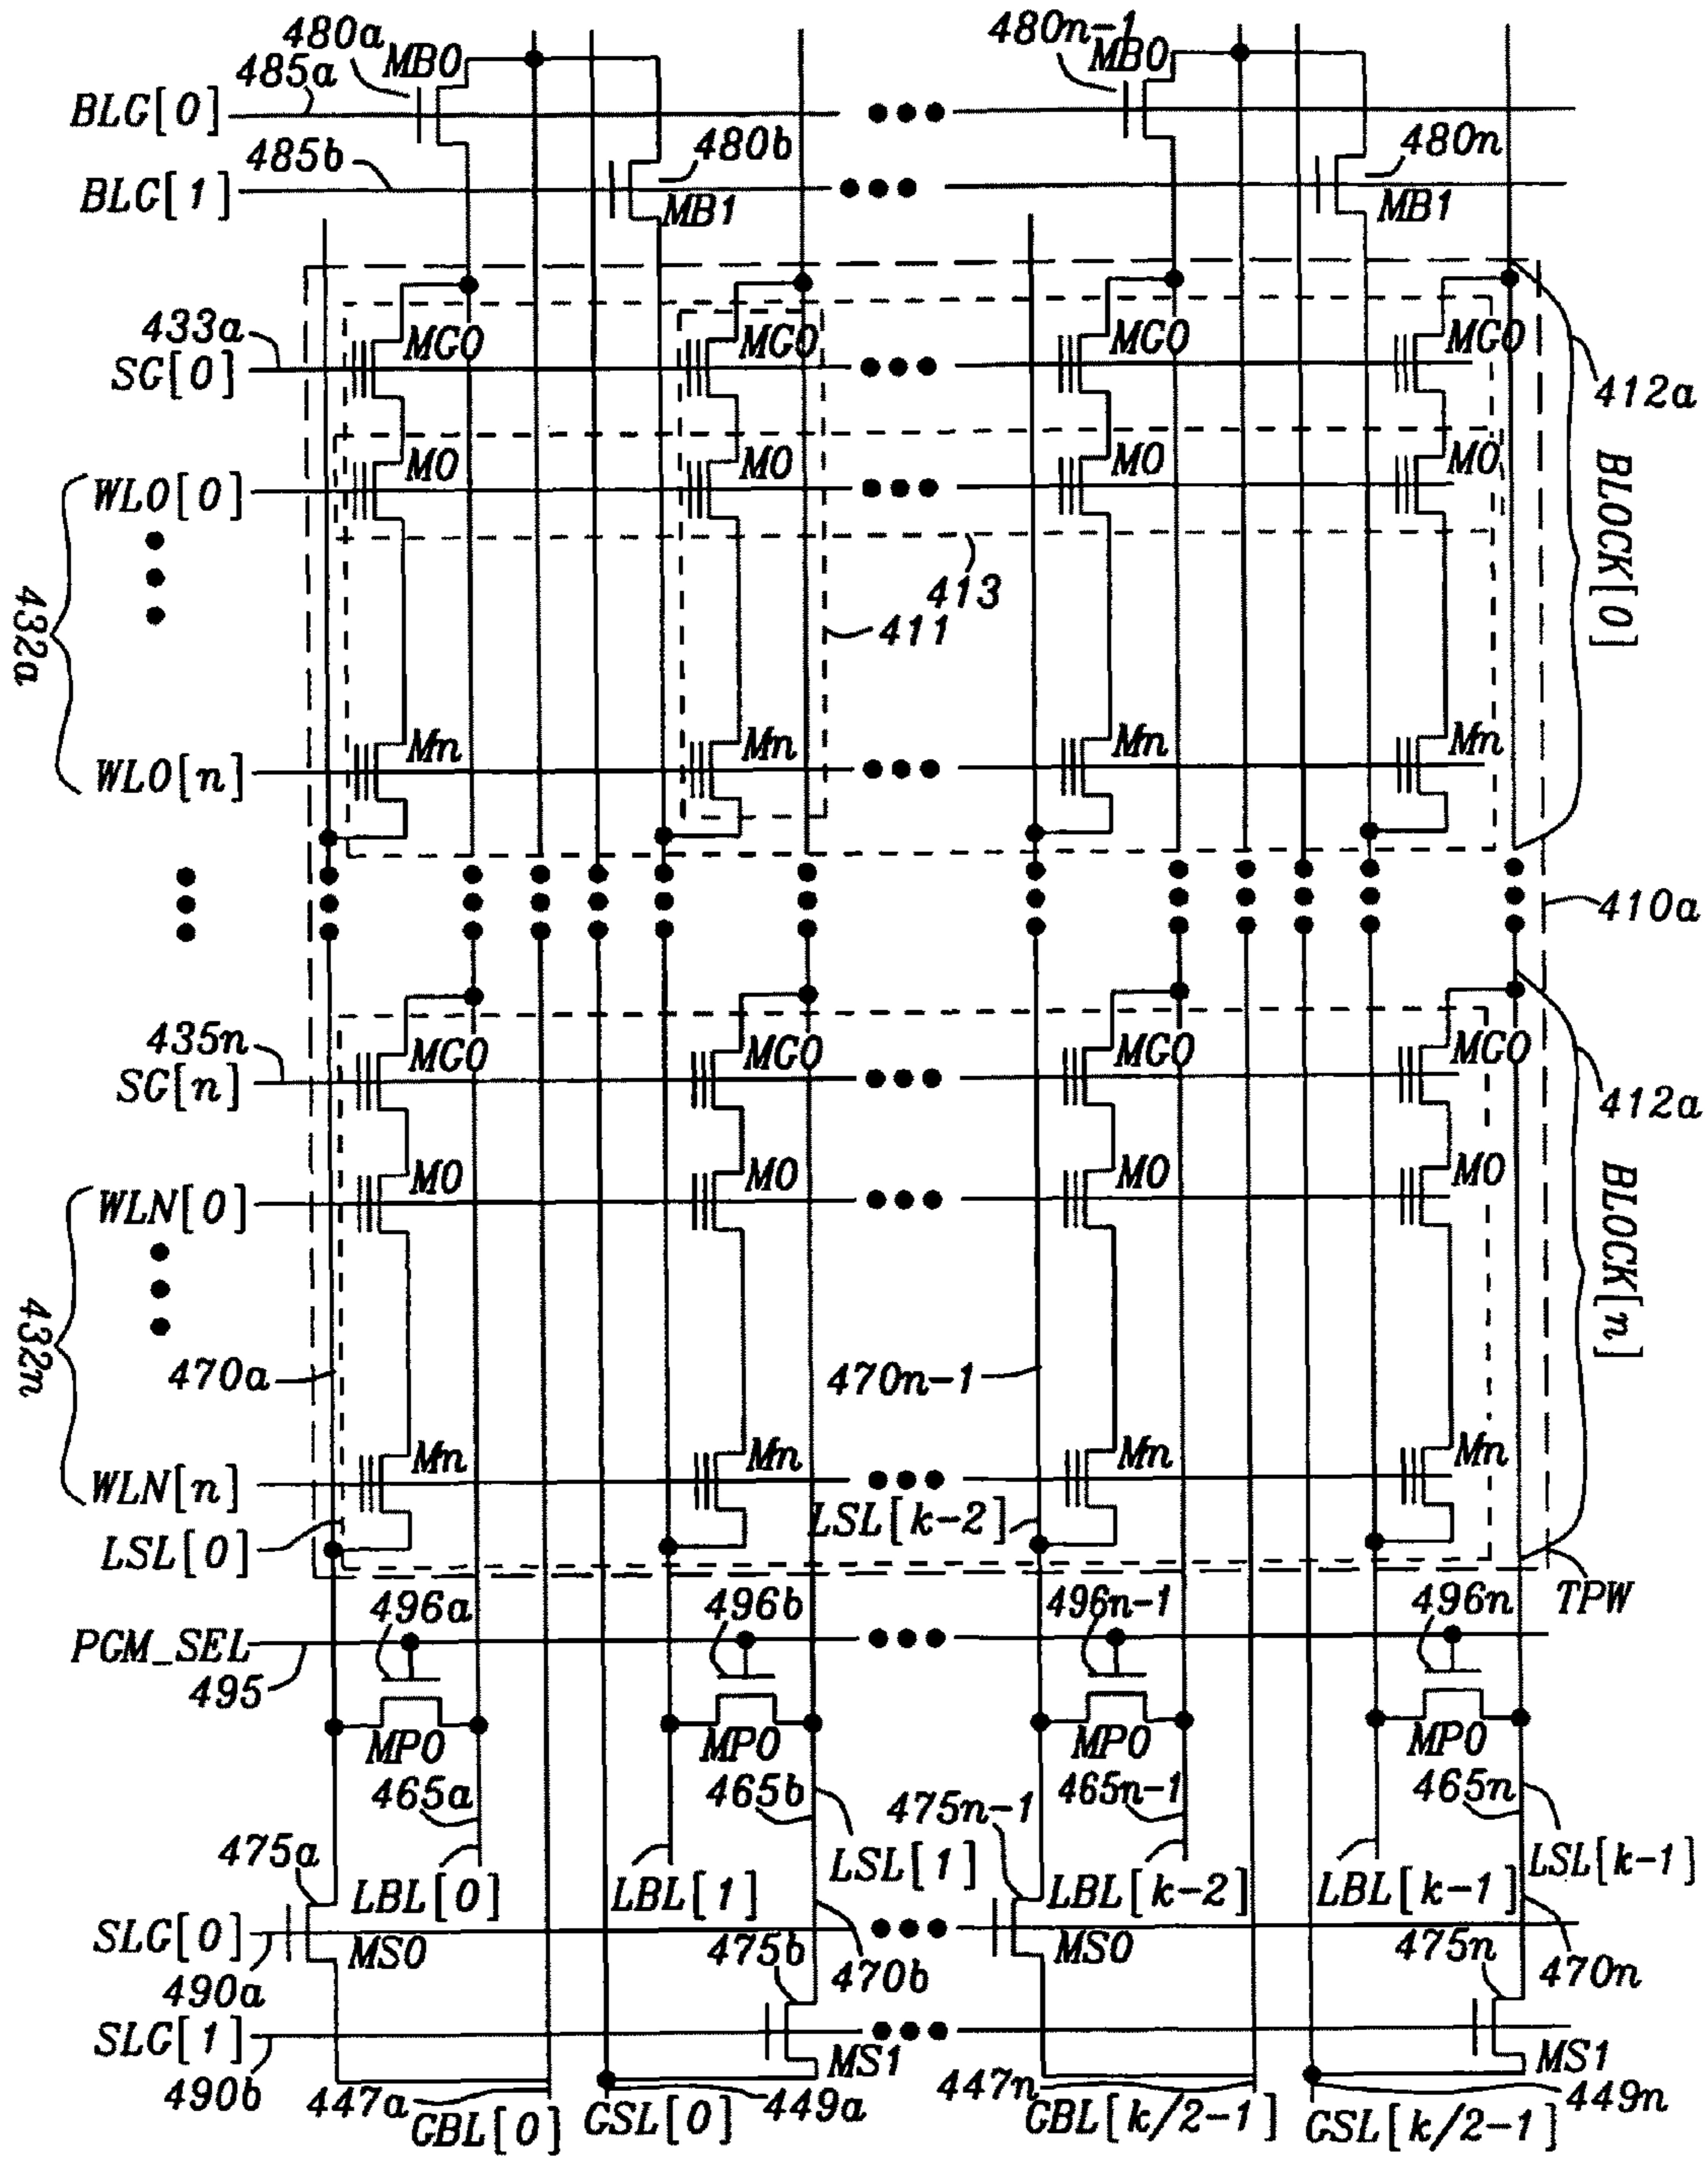 480a
MB0
480n-1
MB0
485a
BLG[0]
485b
480b
480n
BLG[1]
MB1
MB1
433a
MG0
MG0
MG0
MG0
SG[0]
412a
M0
M0
M0
M0
WL0[0]
BLOCK[0]
413
411
432a
Mn
Mn
Mn
Mn
WL0[n]
410a
435n
MG0
MG0
MG0
MG0
SG[n]
412a
M0
M0
M0
M0
WLN[0]
BLOCK[n]
432n
470a
470n-1
Mn
Mn
Mn
Mn
WLN[n]
LSL[k-2]
LSL[0]
TPW
496a
496b
496n-1
496n
PGM_SEL
495
MP0
MP0
MP0
MP0
465a
465b
475n-1
465n-1
465n
475a
LSL[1]
LSL[k-1]
LBL[0]
LBL[1]
LBL[k-2]
LBL[k-1]
SLG[0]
MS0
475b
MS0
475n
490a
470b
470n
SLG[1]
MS1
MS1
490b
447a
449a
447n
449n
GBL[0]
GSL[0]
GBL[k/2-1]
GSL[k/2-1]